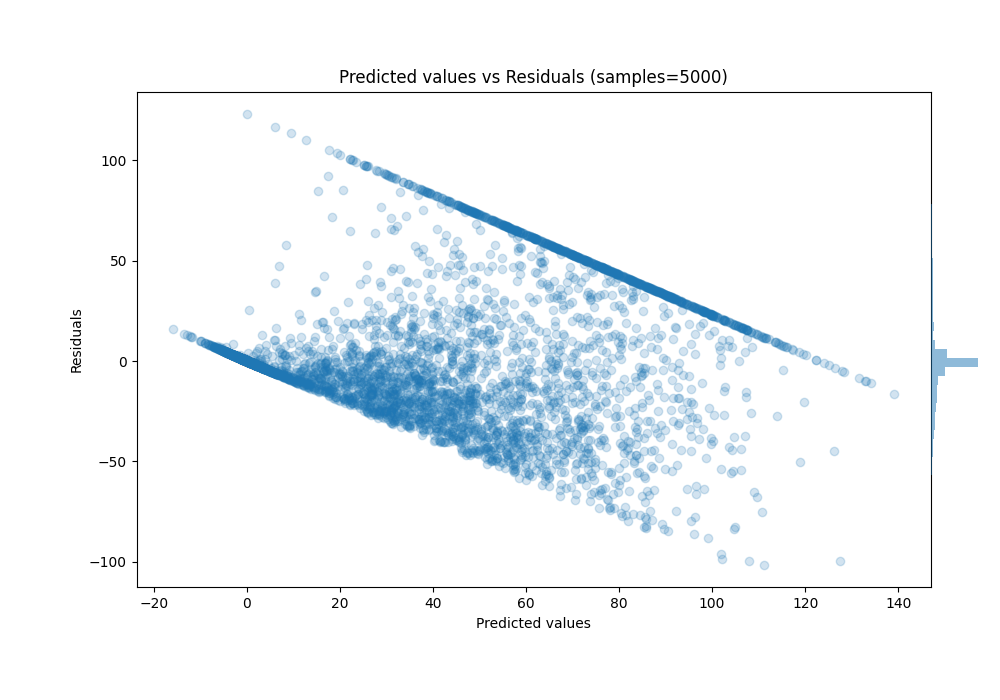 Predicted values vs Residuals (samples=5000)
100
50
0
−50
−100
Residuals
−20 0 20 40 60 80 100 120 140
Predicted values